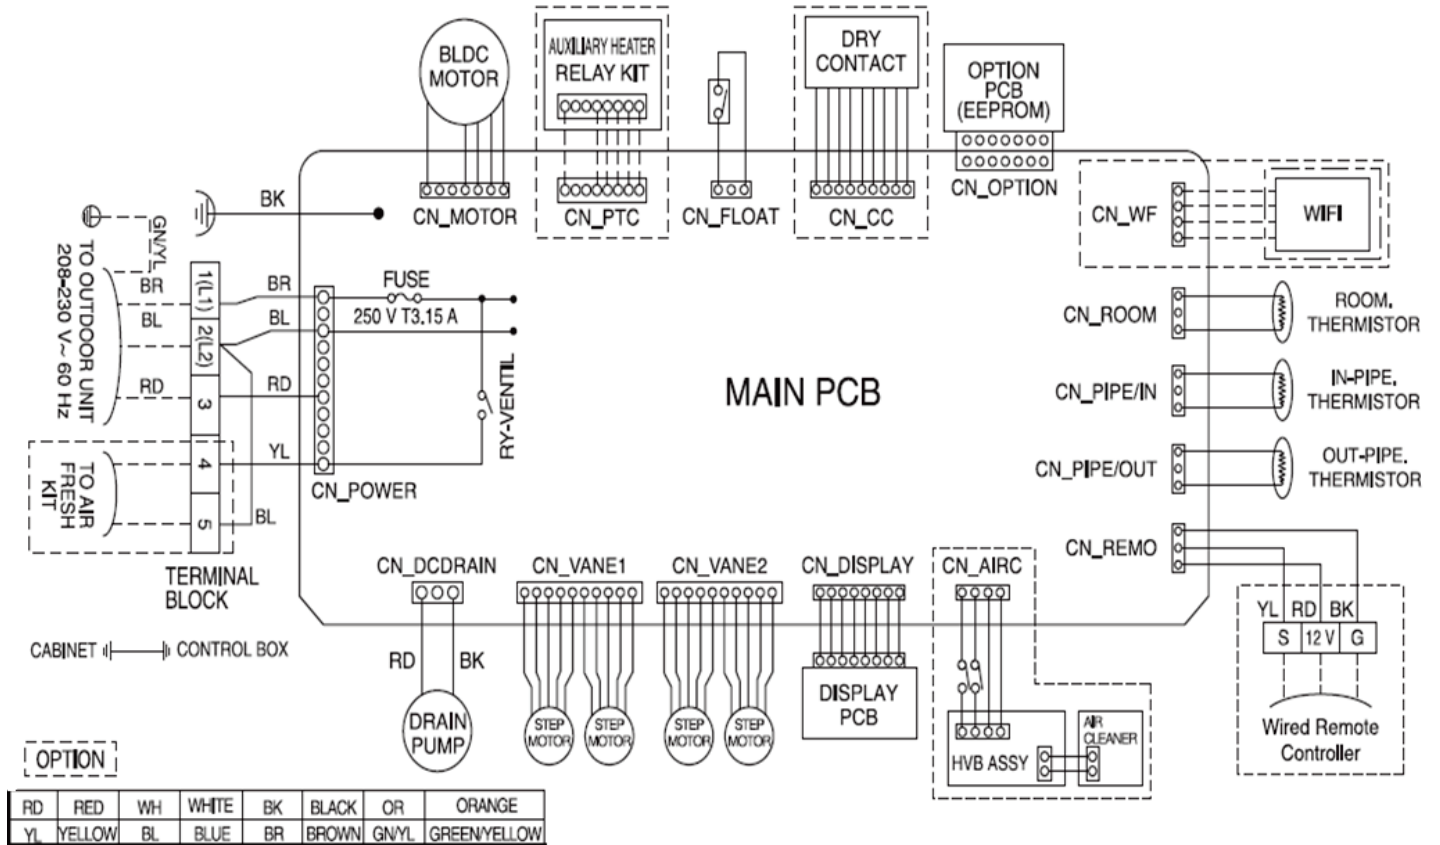 BLDC
MOTOR
AUXILIARY HEATER
RELAY KIT
DRY
CONTACT
OPTION
PCB
(EEPROM)
CN_MOTOR
CN_PTC
CN_FLOAT
CN_CC
CN_OPTION
CN_WF
WIFI
BK
GN/YL
TO OUTDOOR UNIT
208-230 V~ 60 Hz
BR
BL
RD
1(L1)
2(L2)
3
4
5
BR
BL
RD
YL
BL
FUSE
250 V T3.15 A
RY-VENTIL
CN_POWER
TO AIR
FRESH
KIT
TERMINAL
BLOCK
MAIN PCB
CN_ROOM
ROOM.
THERMISTOR
CN_PIPE/IN
IN-PIPE.
THERMISTOR
CN_PIPE/OUT
OUT-PIPE.
THERMISTOR
CN_REMO
CN_DCDRAIN
CN_VANE1
CN_VANE2
CN_DISPLAY
CN_AIRC
YL RD BK
S 12 V G
Wired Remote
Controller
CABINET
CONTROL BOX
RD
BK
DRAIN
PUMP
STEP
MOTOR
STEP
MOTOR
STEP
MOTOR
STEP
MOTOR
DISPLAY
PCB
HVB ASSY
AIR
CLEANER
OPTION
RD RED WH WHITE BK BLACK OR ORANGE
YL YELLOW BL BLUE BR BROWN GN/YL GREEN/YELLOW